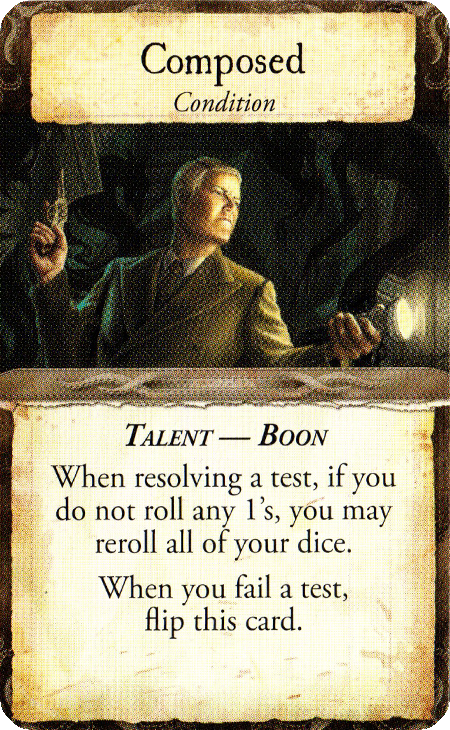 Composed
Condition
Talent — Boon
When resolving a test, if you
do not roll any 1's, you may
reroll all of your dice.
When you fail a test,
flip this card.